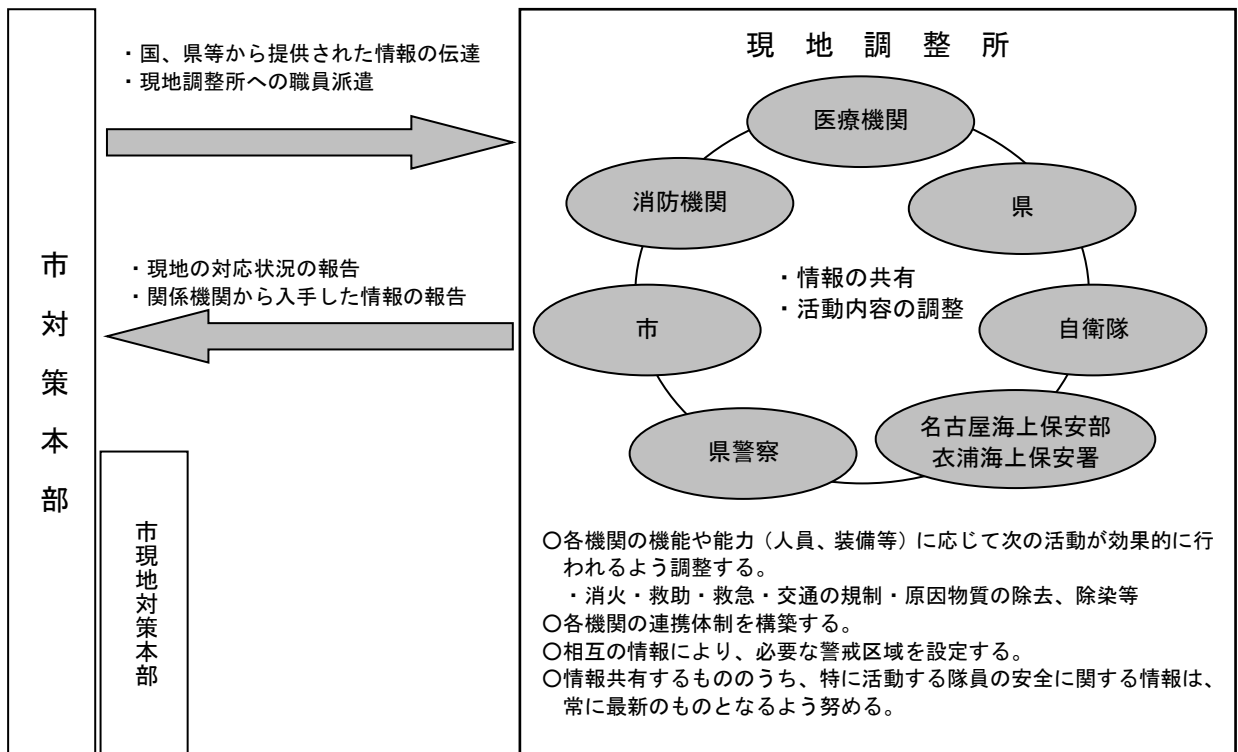 市対策本部
市現地対策本部
・国、県等から提供された情報の伝達
・現地調整所への職員派遣
・現地の対応状況の報告
・関係機関から入手した情報の報告
現地調整所
医療機関
消防機関
県
・情報の共有
・活動内容の調整
市
自衛隊
県警察
名古屋海上保安部
衣浦海上保安署
〇各機関の機能や能力（人員、装備等）に応じて次の活動が効果的に行
われるよう調整する。
・消火・救助・救急・交通の規制・原因物質の除去、除染等
〇各機関の連携体制を構築する。
〇相互の情報により、必要な警戒区域を設定する。
〇情報共有するもののうち、特に活動する隊員の安全に関する情報は、
常に最新のものとなるよう努める。